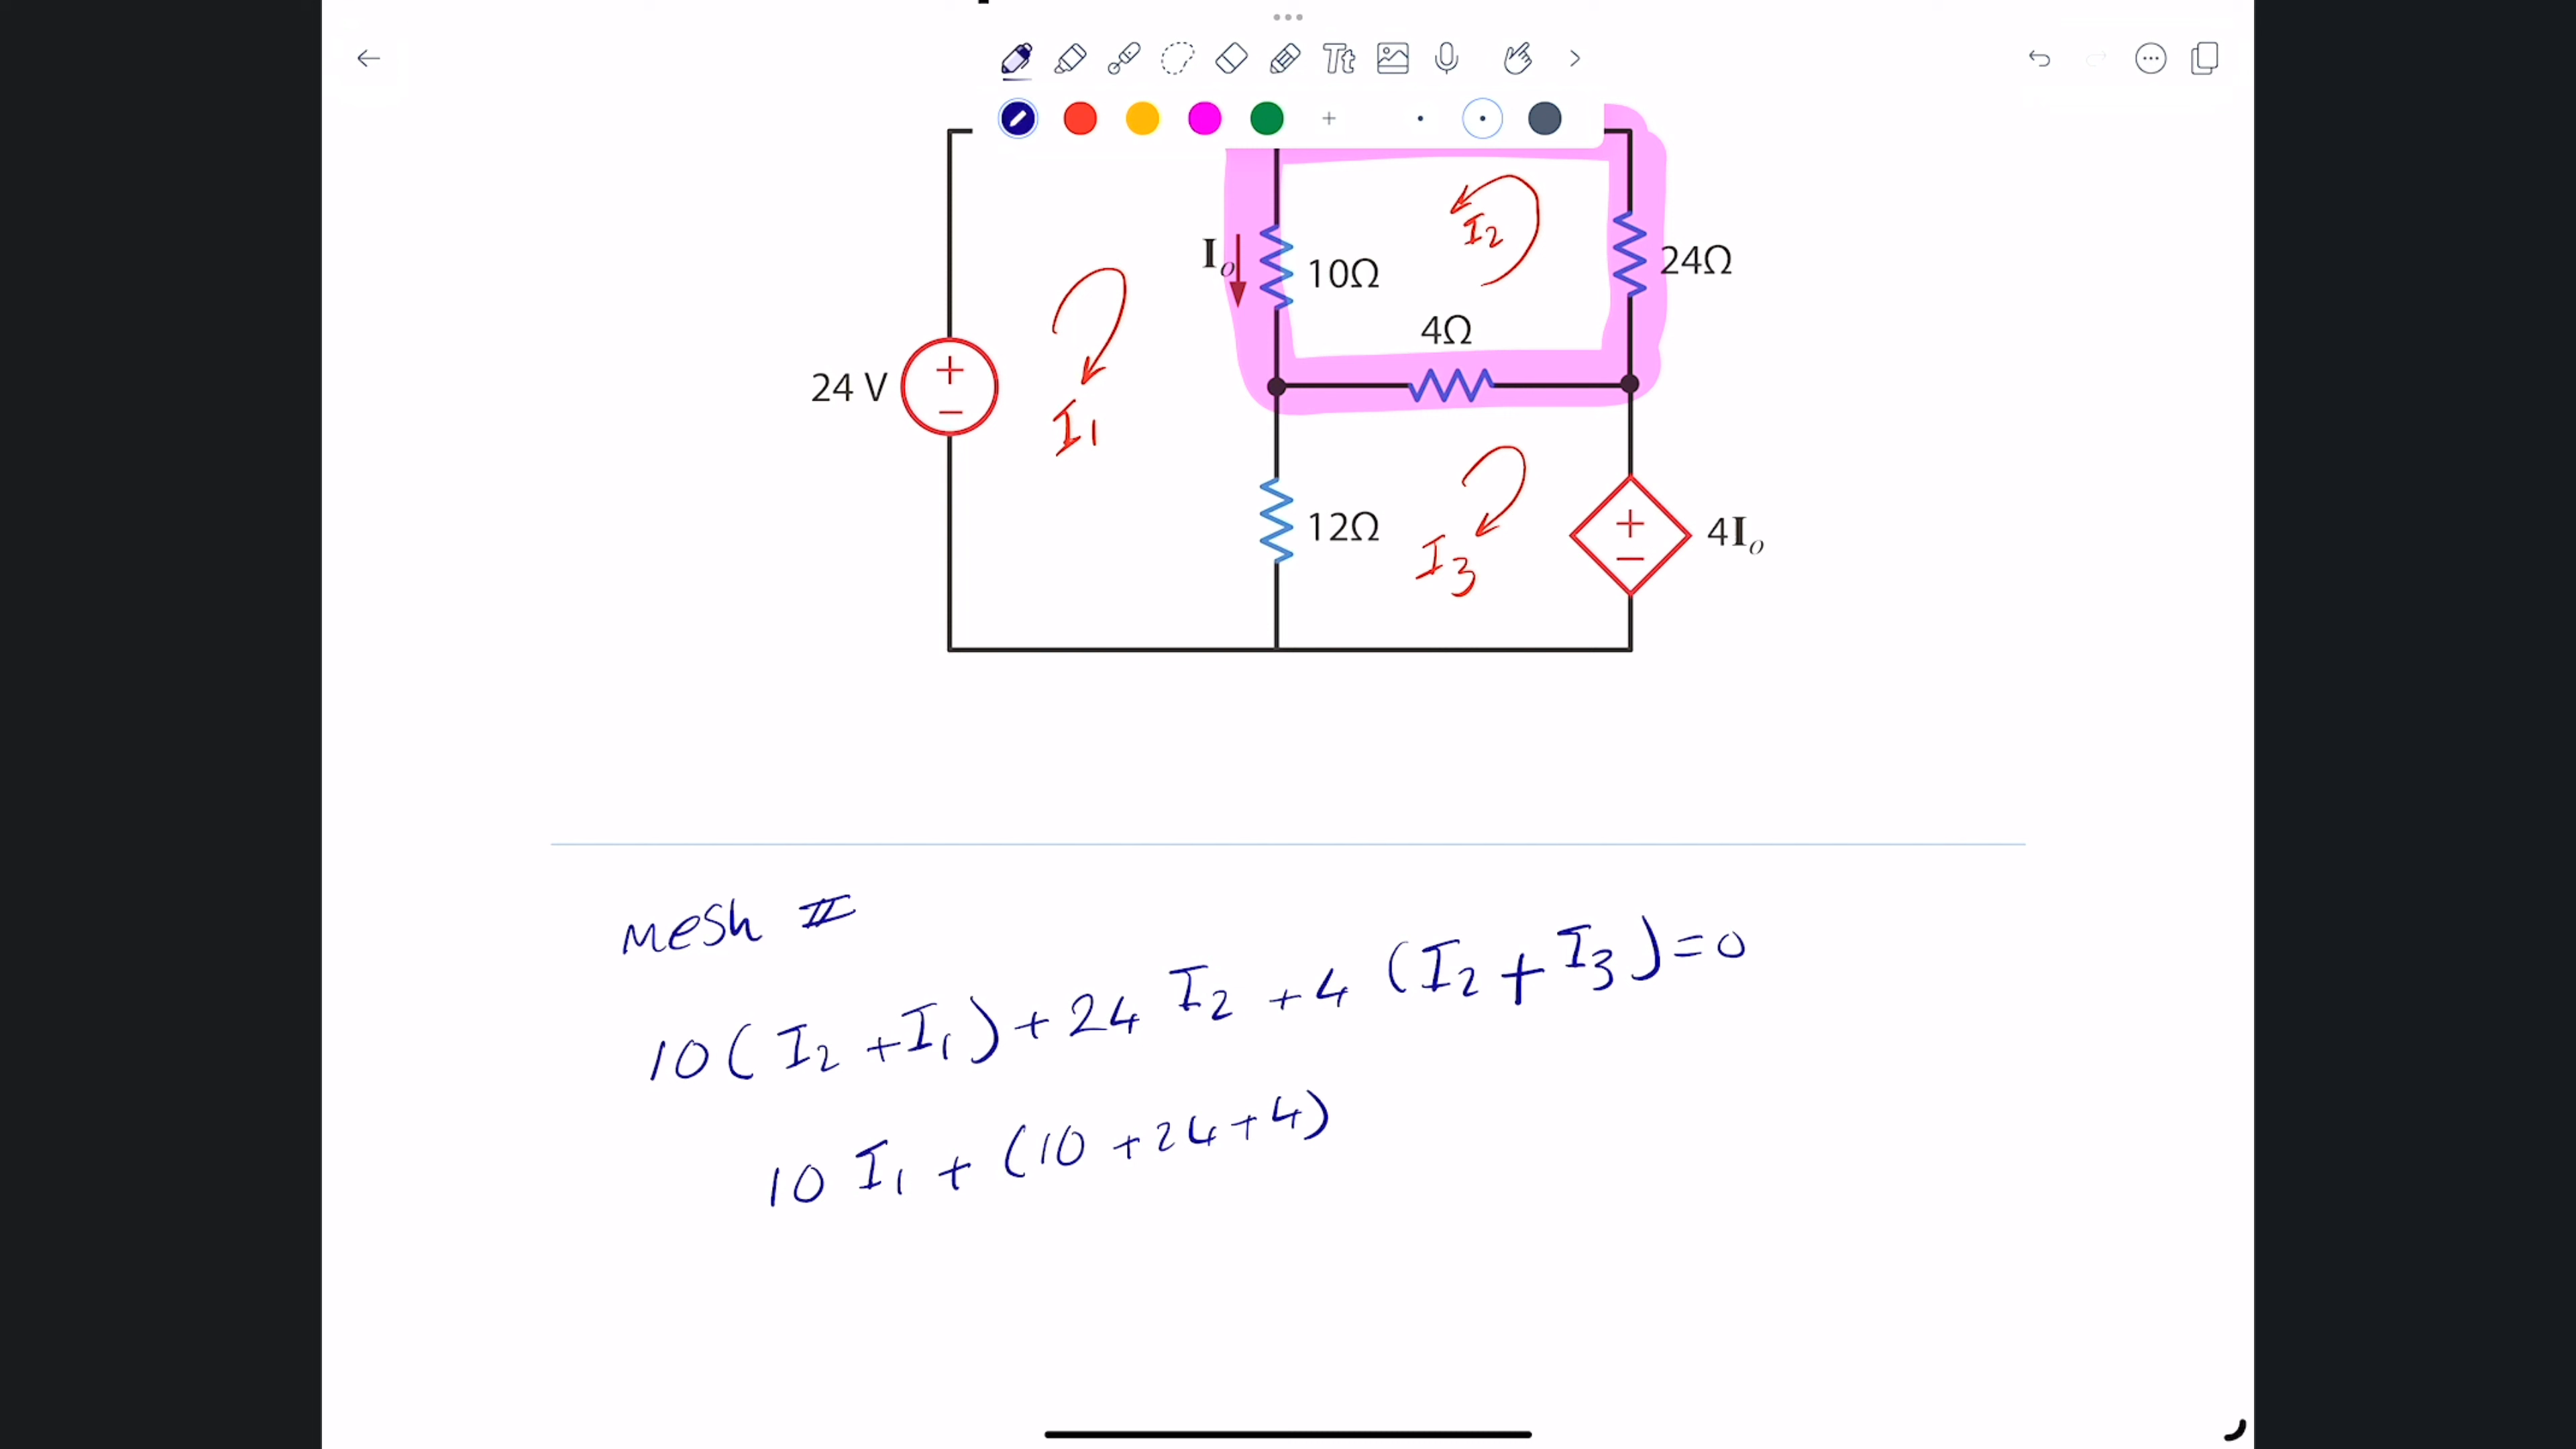 Tt
I₂
Iₒ
10Ω
24Ω
4Ω
24 V
I₁
12Ω
I₃
4Iₒ
mesh II
10(I₂ + I₁) + 24 I₂ + 4 (I₂ + I₃) = 0
10 I₁ + (10 + 24 + 4)